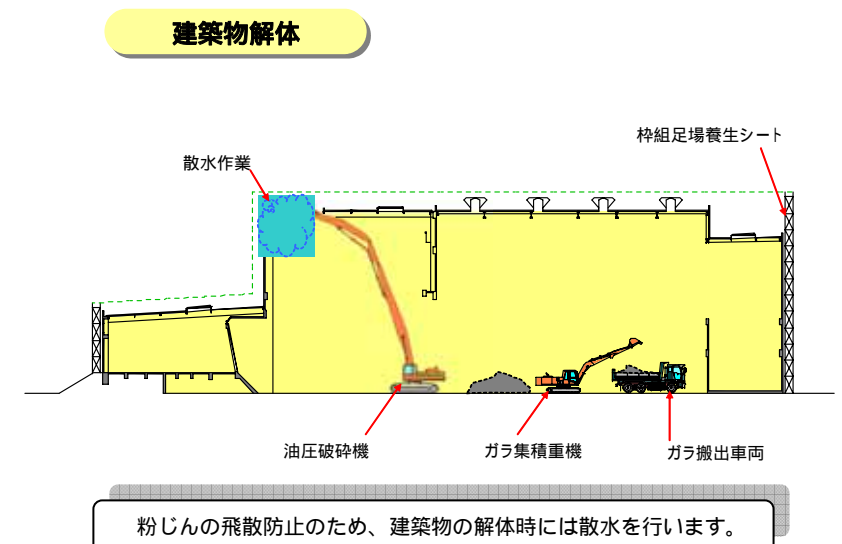 建築物解体
枠組足場養生シート
散水作業
油圧破砕機
ガラ集積重機
ガラ搬出車両
粉じんの飛散防止のため、建築物の解体時には散水を行います。